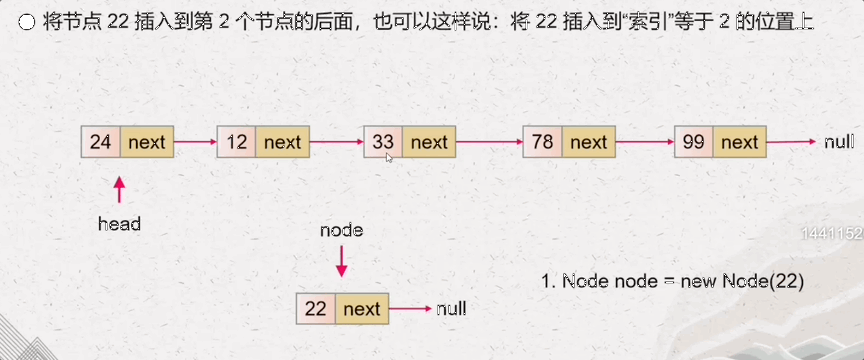 将节点 22 插入到第 2 个节点的后面，也可以这样说：将 22 插入到“索引”等于 2 的位置上
24 next 12 next 33 next 78 next 99 next null
head
node
1441152
1. Node node = new Node(22)
22 next null